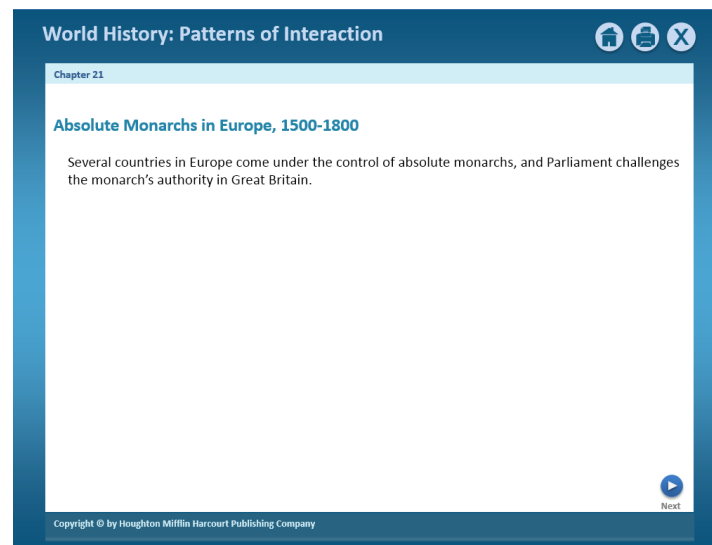 World History: Patterns of Interaction
X
Chapter 21
Absolute Monarchs in Europe, 1500-1800
Several countries in Europe come under the control of absolute monarchs, and Parliament challenges
the monarch’s authority in Great Britain.
Next
Copyright © by Houghton Mifflin Harcourt Publishing Company